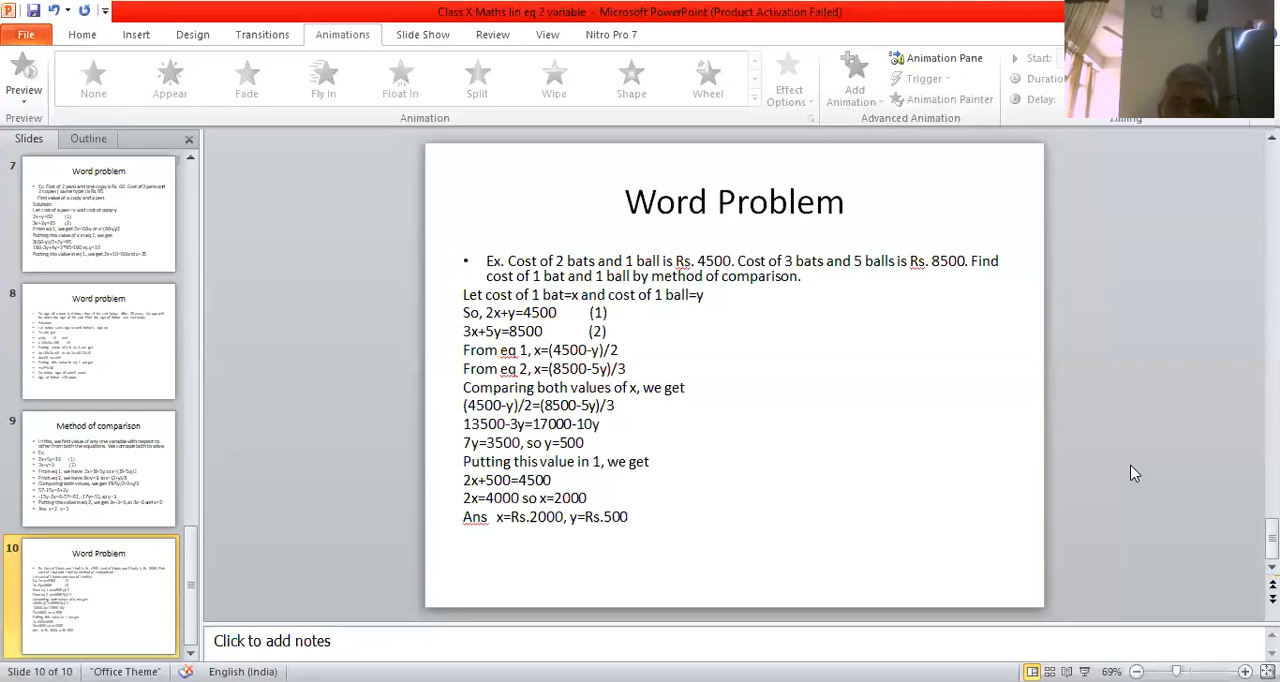 Class X Maths lin eq 2 variable - Microsoft PowerPoint (Product Activation Failed)
File Home Insert Design Transitions Animations Slide Show Review View Nitro Pro 7
Preview None Appear Fade Fly In Float In Split Wipe Shape Wheel Effect Options Add Animation Animation Pane Trigger Animation Painter Start: Duratio Delay:
Preview Animation Advanced Animation
Slides Outline
7
Word problem
8
Word problem
9
Method of comparison
10
Word Problem
Word Problem
• Ex. Cost of 2 bats and 1 ball is Rs. 4500. Cost of 3 bats and 5 balls is Rs. 8500. Find
cost of 1 bat and 1 ball by method of comparison.
Let cost of 1 bat=x and cost of 1 ball=y
So, 2x+y=4500 (1)
3x+5y=8500 (2)
From eq 1, x=(4500-y)/2
From eq 2, x=(8500-5y)/3
Comparing both values of x, we get
(4500-y)/2=(8500-5y)/3
13500-3y=17000-10y
7y=3500, so y=500
Putting this value in 1, we get
2x+500=4500
2x=4000 so x=2000
Ans x=Rs.2000, y=Rs.500
Click to add notes
Slide 10 of 10 "Office Theme" English (India) 69%